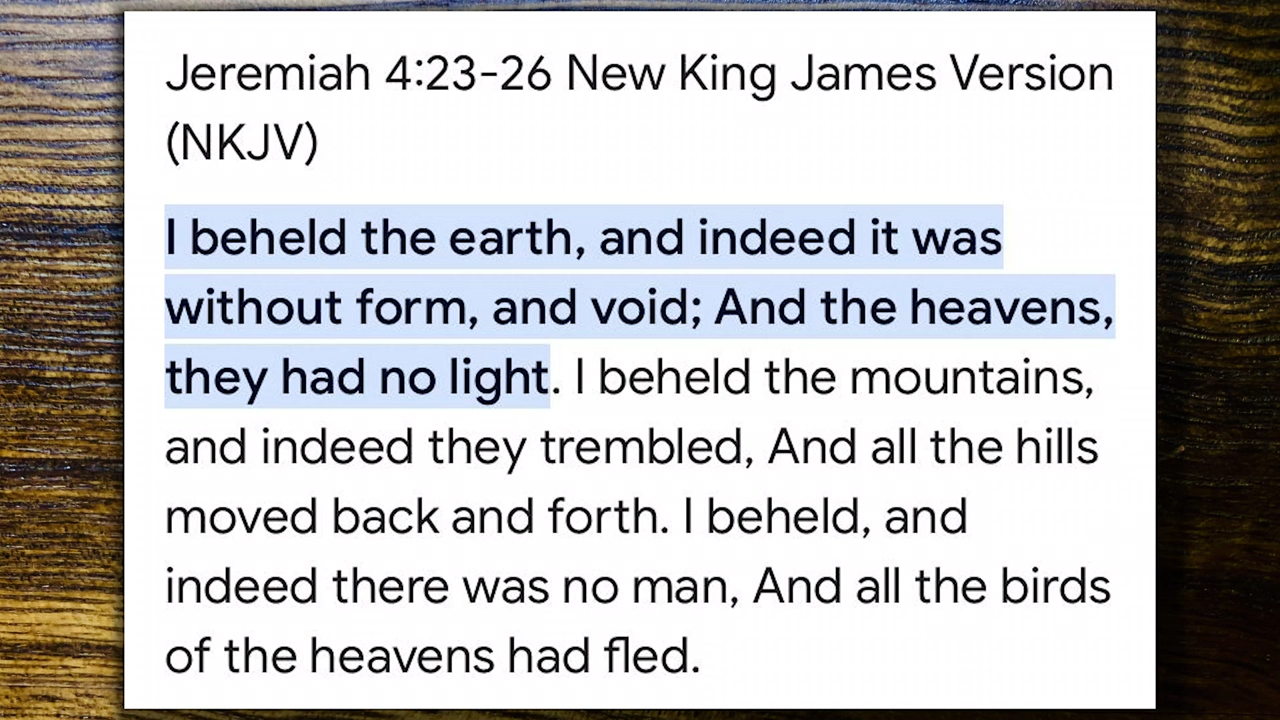 Jeremiah 4:23-26 New King James Version
(NKJV)
I beheld the earth, and indeed it was
without form, and void; And the heavens,
they had no light. I beheld the mountains,
and indeed they trembled, And all the hills
moved back and forth. I beheld, and
indeed there was no man, And all the birds
of the heavens had fled.